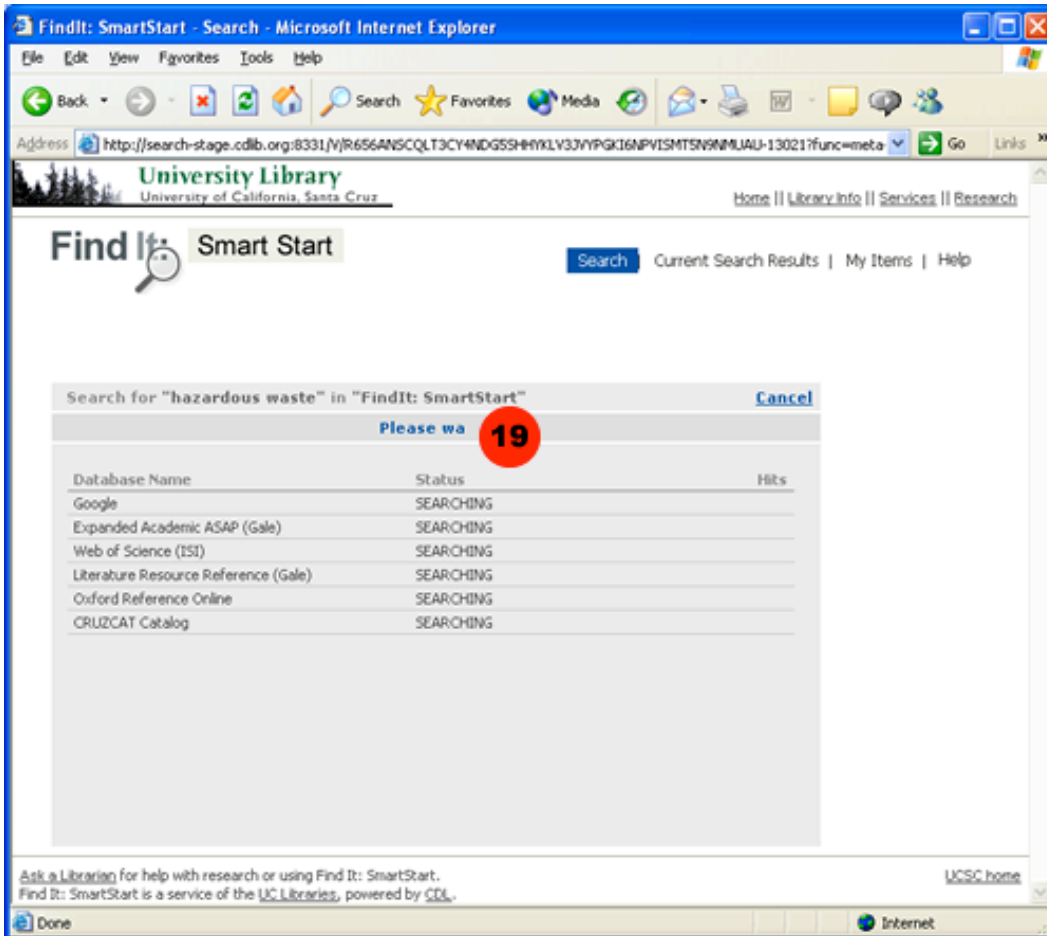 FindIt: SmartStart - Search - Microsoft Internet Explorer
File Edit View Favorites Tools Help
Back Search Favorites Media W
Address http://search-stage.cdlib.org:8331/V/R656ANSCQLT3CY4NDG5SHHYKLV3JVYPGKI6NPVISMTSN9NMUAU-13021?func=meta- Go Links »
University Library
University of California, Santa Cruz
Home || Library Info || Services || Research
Find It: Smart Start
Search Current Search Results | My Items | Help
Search for "hazardous waste" in "FindIt: SmartStart" Cancel
Please wa 19
Database Name Status Hits
Google SEARCHING
Expanded Academic ASAP (Gale) SEARCHING
Web of Science (ISI) SEARCHING
Literature Resource Reference (Gale) SEARCHING
Oxford Reference Online SEARCHING
CRUZCAT Catalog SEARCHING
Ask a Librarian for help with research or using Find It: SmartStart. UCSC home
Find It: SmartStart is a service of the UC Libraries, powered by CDL.
Done Internet